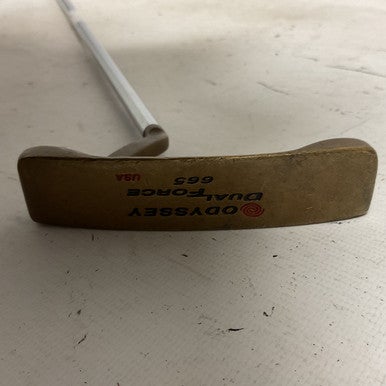 ODYSSEY
DUAL FORCE
665
USA